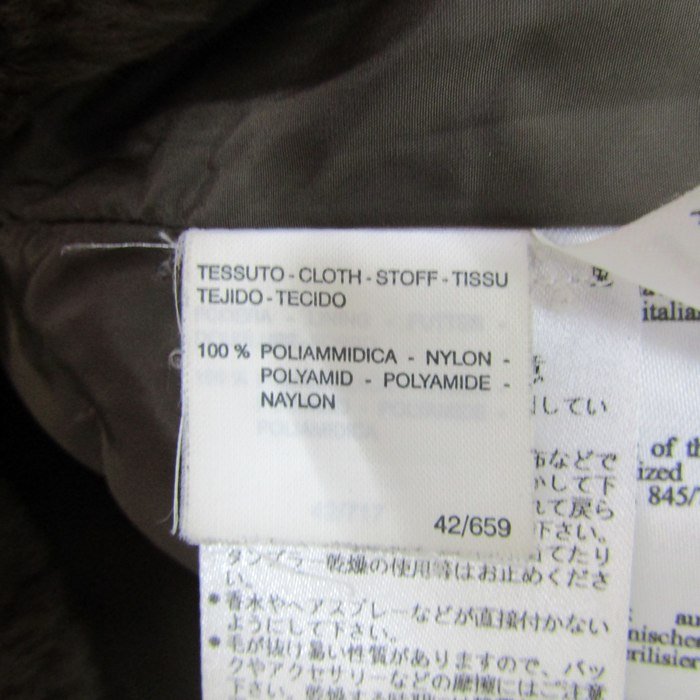 TESSUTO - CLOTH - STOFF - TISSU
TEJIDO - TECIDO
100 % POLIAMMIDICA - NYLON -
POLYAMID - POLYAMIDE -
NAYLON
42/659
してい
などで
して下
て戻ら
下さい。
てたり
タンブラー乾燥の使用等はお止めくださ
い。
• 香水やヘアスプレーなどが直接付かない
ようにして下さい。
• 毛が抜け易い性質がありますので、バッ
クやアクセサリーなどの摩擦には
下さい。
italia
of th
ized
845/
au
nische
rilisie